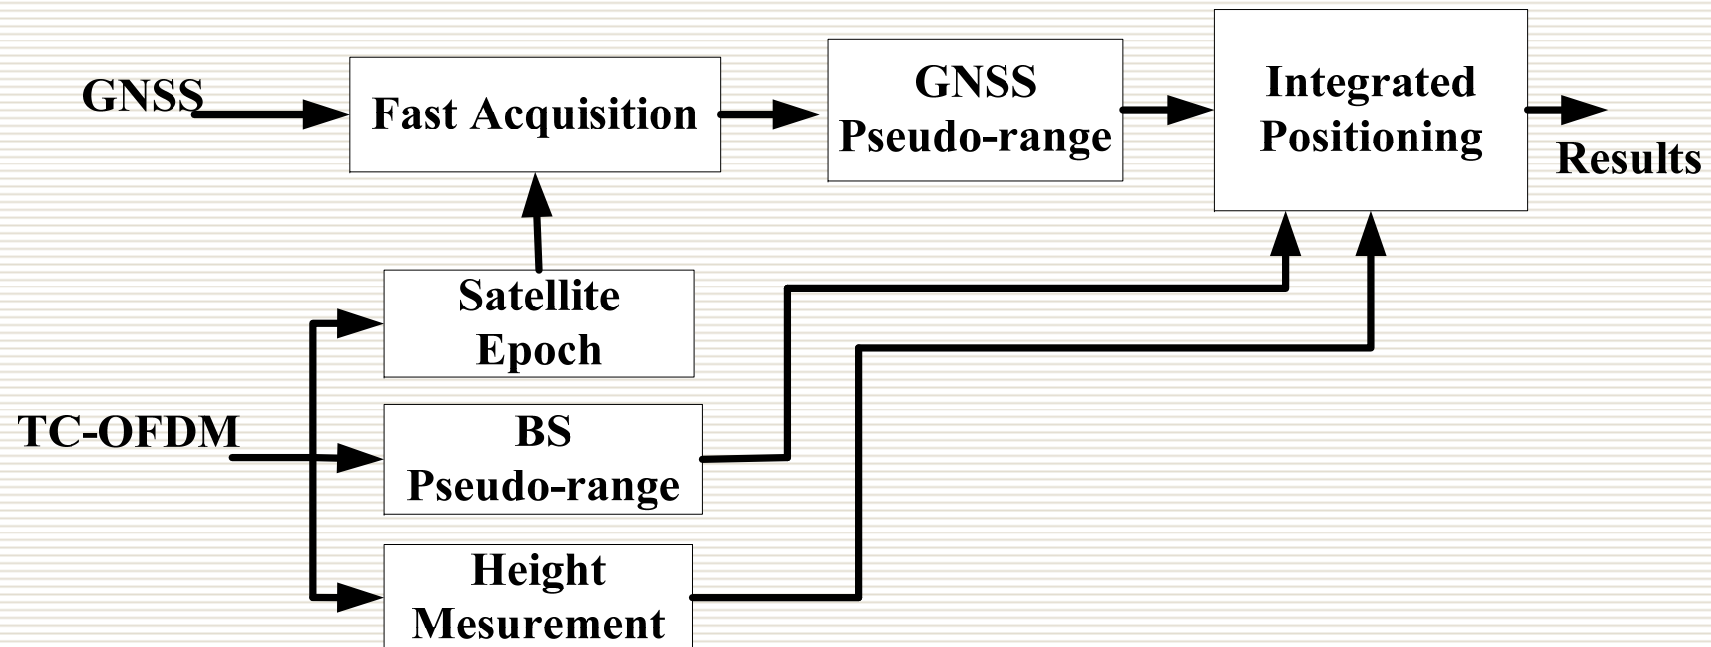 GNSS
Fast Acquisition
GNSS
Pseudo-range
Integrated
Positioning
Results
Satellite
Epoch
TC-OFDM
BS
Pseudo-range
Height
Mesurement